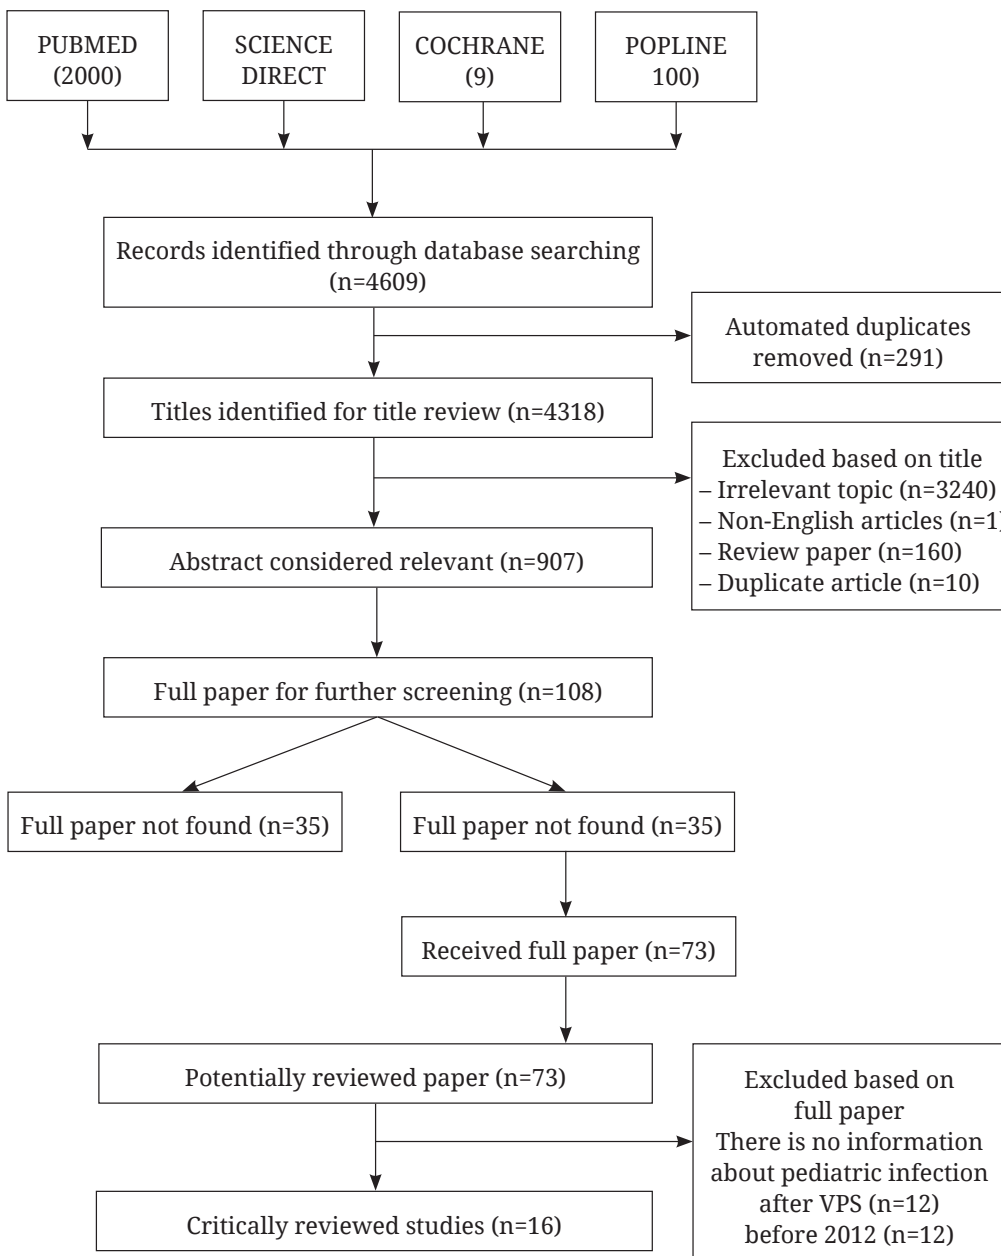 PUBMED
(2000)
SCIENCE
DIRECT
COCHRANE
(9)
POPLINE
100)
Records identified through database searching
(n=4609)
Automated duplicates
removed (n=291)
Titles identified for title review (n=4318)
Excluded based on title
– Irrelevant topic (n=3240)
– Non-English articles (n=1)
– Review paper (n=160)
– Duplicate article (n=10)
Abstract considered relevant (n=907)
Full paper for further screening (n=108)
Full paper not found (n=35)
Full paper not found (n=35)
Received full paper (n=73)
Potentially reviewed paper (n=73)
Excluded based on
full paper
There is no information
about pediatric infection
after VPS (n=12)
before 2012 (n=12)
Critically reviewed studies (n=16)